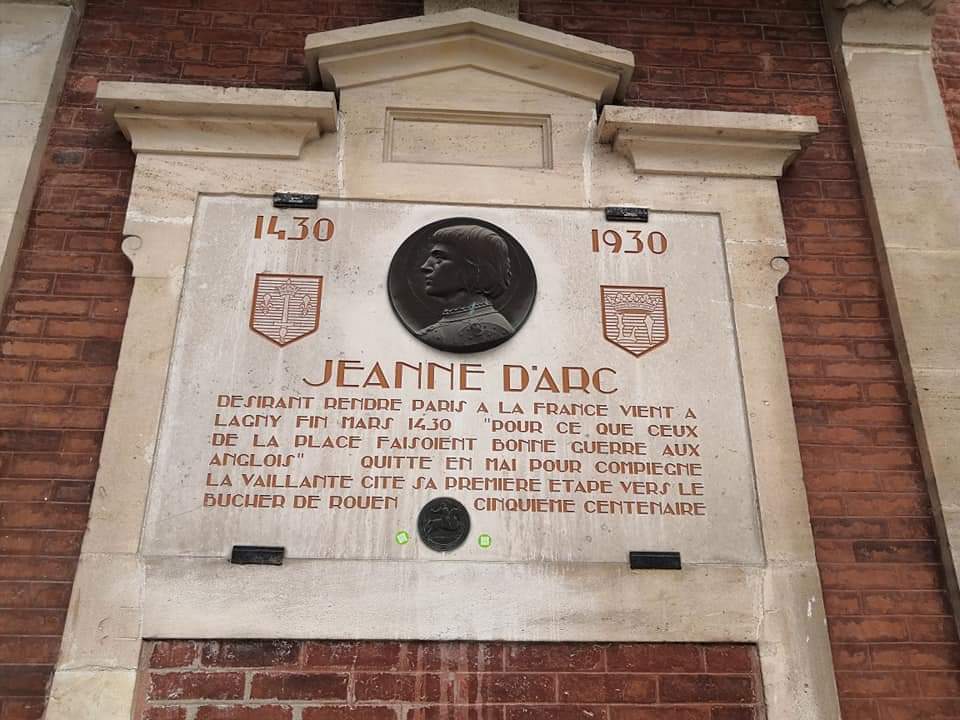 1430
1930
JEANNE D'ARC
DESIRANT RENDRE PARIS A LA FRANCE VIENT A
LAGNY FIN MARS 1430 "POUR CE QUE CEUX
DE LA PLACE FAISOIENT BONNE GUERRE AUX
ANGLOIS" QUITTE EN MAI POUR COMPIEGNE
LA VAILLANTE CITE SA PREMIÈRE ETAPE VERS LE
BUCHER DE ROUEN CINQUIEME CENTENAIRE